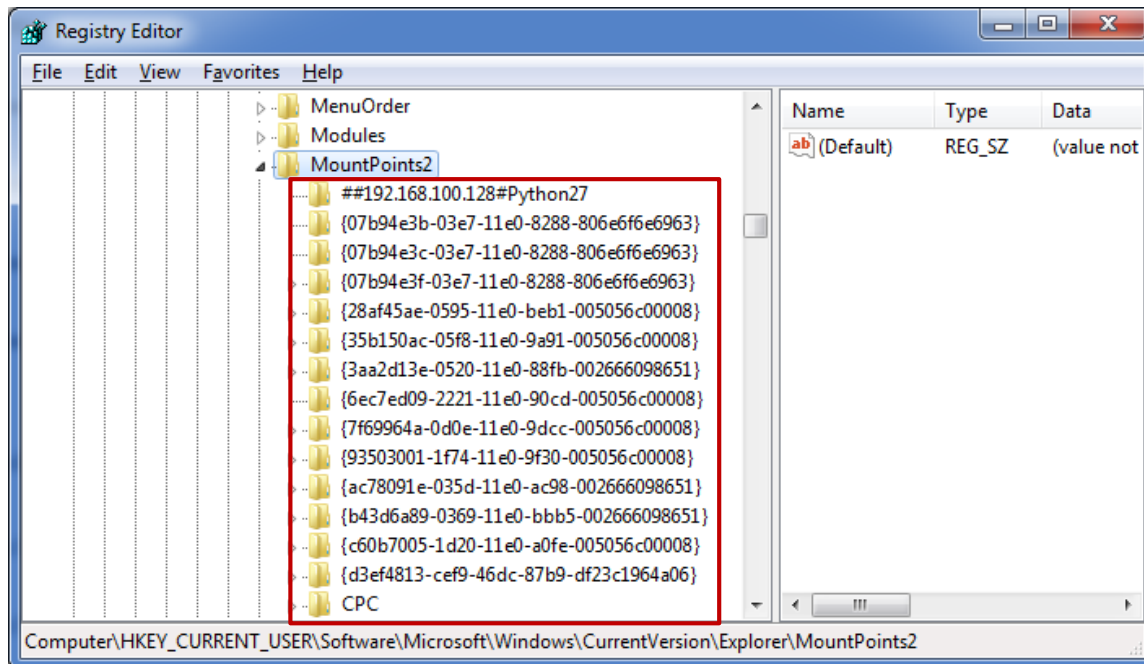 Registry Editor
File Edit View Favorites Help
MenuOrder
Modules
MountPoints2
##192.168.100.128#Python27
{07b94e3b-03e7-11e0-8288-806e6f6e6963}
{07b94e3c-03e7-11e0-8288-806e6f6e6963}
{07b94e3f-03e7-11e0-8288-806e6f6e6963}
{28af45ae-0595-11e0-beb1-005056c00008}
{35b150ac-05f8-11e0-9a91-005056c00008}
{3aa2d13e-0520-11e0-88fb-002666098651}
{6ec7ed09-2221-11e0-90cd-005056c00008}
{7f69964a-0d0e-11e0-9dcc-005056c00008}
{93503001-1f74-11e0-9f30-005056c00008}
{ac78091e-035d-11e0-ac98-002666098651}
{b43d6a89-0369-11e0-bbb5-002666098651}
{c60b7005-1d20-11e0-a0fe-005056c00008}
{d3ef4813-cef9-46dc-87b9-df23c1964a06}
CPC
Name Type Data
ab (Default) REG_SZ (value not
Computer\HKEY_CURRENT_USER\Software\Microsoft\Windows\CurrentVersion\Explorer\MountPoints2